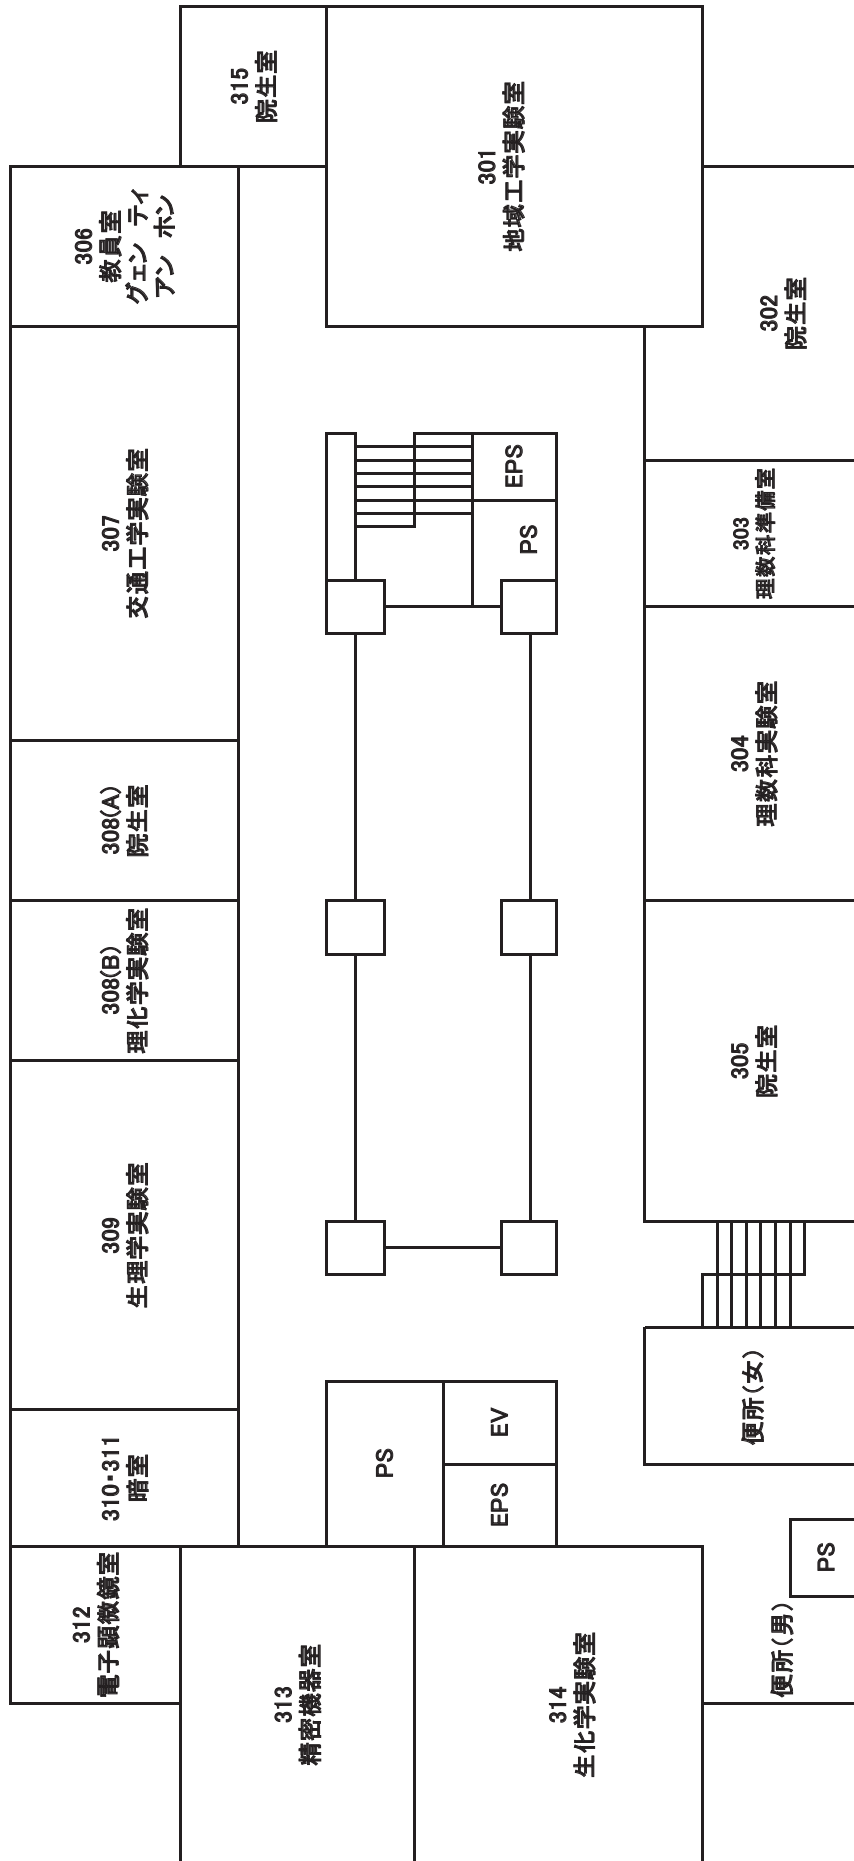 315
院生室
301
地域工学実験室
306
教員室
グェン ティ
アン ホン
302
院生室
307
交通工学実験室
EPS
PS
303
理数科準備室
304
理数科実験室
308(A)
院生室
308(B)
理化学実験室
305
院生室
309
生理学実験室
便所(女)
310・311
暗室
PS
EV
EPS
312
電子顕微鏡室
313
精密機器室
314
生化学実験室
PS
便所(男)